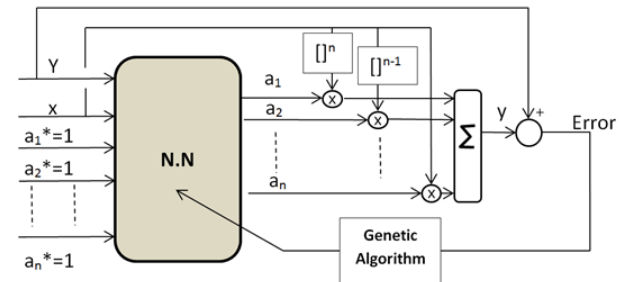 Y
x
a₁*=1
a₂*=1
aₙ*=1
N.N
a₁
a₂
aₙ
[]ⁿ
[]ⁿ⁻¹
x
x
x
Σ
y
+
Error
Genetic
Algorithm